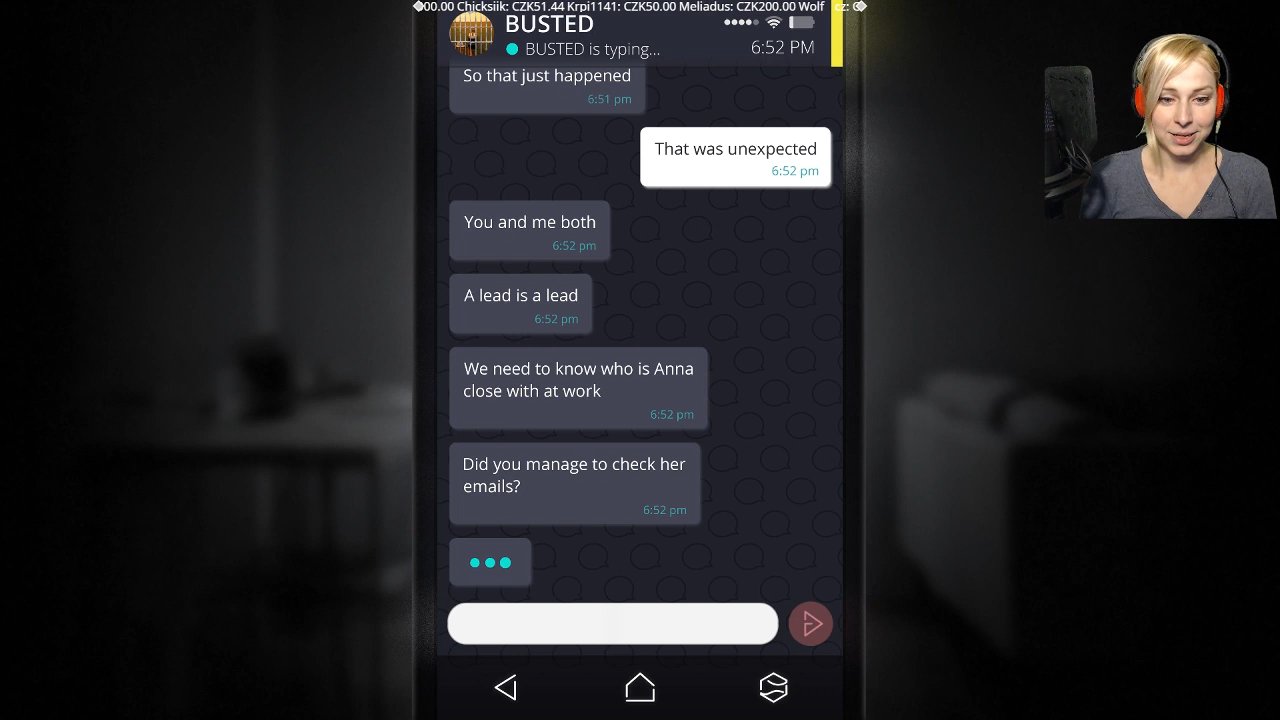 00.00 Chicksiik: CZK51.44 Krpi1141: CZK50.00 Meliadus: CZK200.00 Wolf
cz:
BUSTED
BUSTED is typing...
6:52 PM
So that just happened
6:51 pm
That was unexpected
6:52 pm
You and me both
6:52 pm
A lead is a lead
6:52 pm
We need to know who is Anna
close with at work
6:52 pm
Did you manage to check her
emails?
6:52 pm